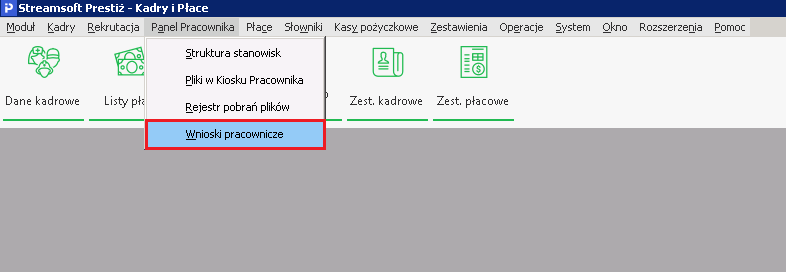 Streamsoft Prestiż - Kadry i Płace
Moduł Kadry Rekrutacja Panel Pracownika Płace Słowniki Kasy pożyczkowe Zestawienia Operacje System Okno Rozszerzenia Pomoc
Struktura stanowisk
Pliki w Kiosku Pracownika
Rejestr pobrań plików
Wnioski pracownicze
Dane kadrowe Listy pła Zest. kadrowe Zest. płacowe